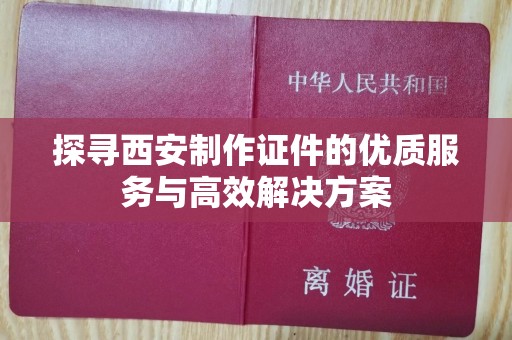 中华人民共和国
探寻西安制作证件的优质服
务与高效解决方案
离婚证